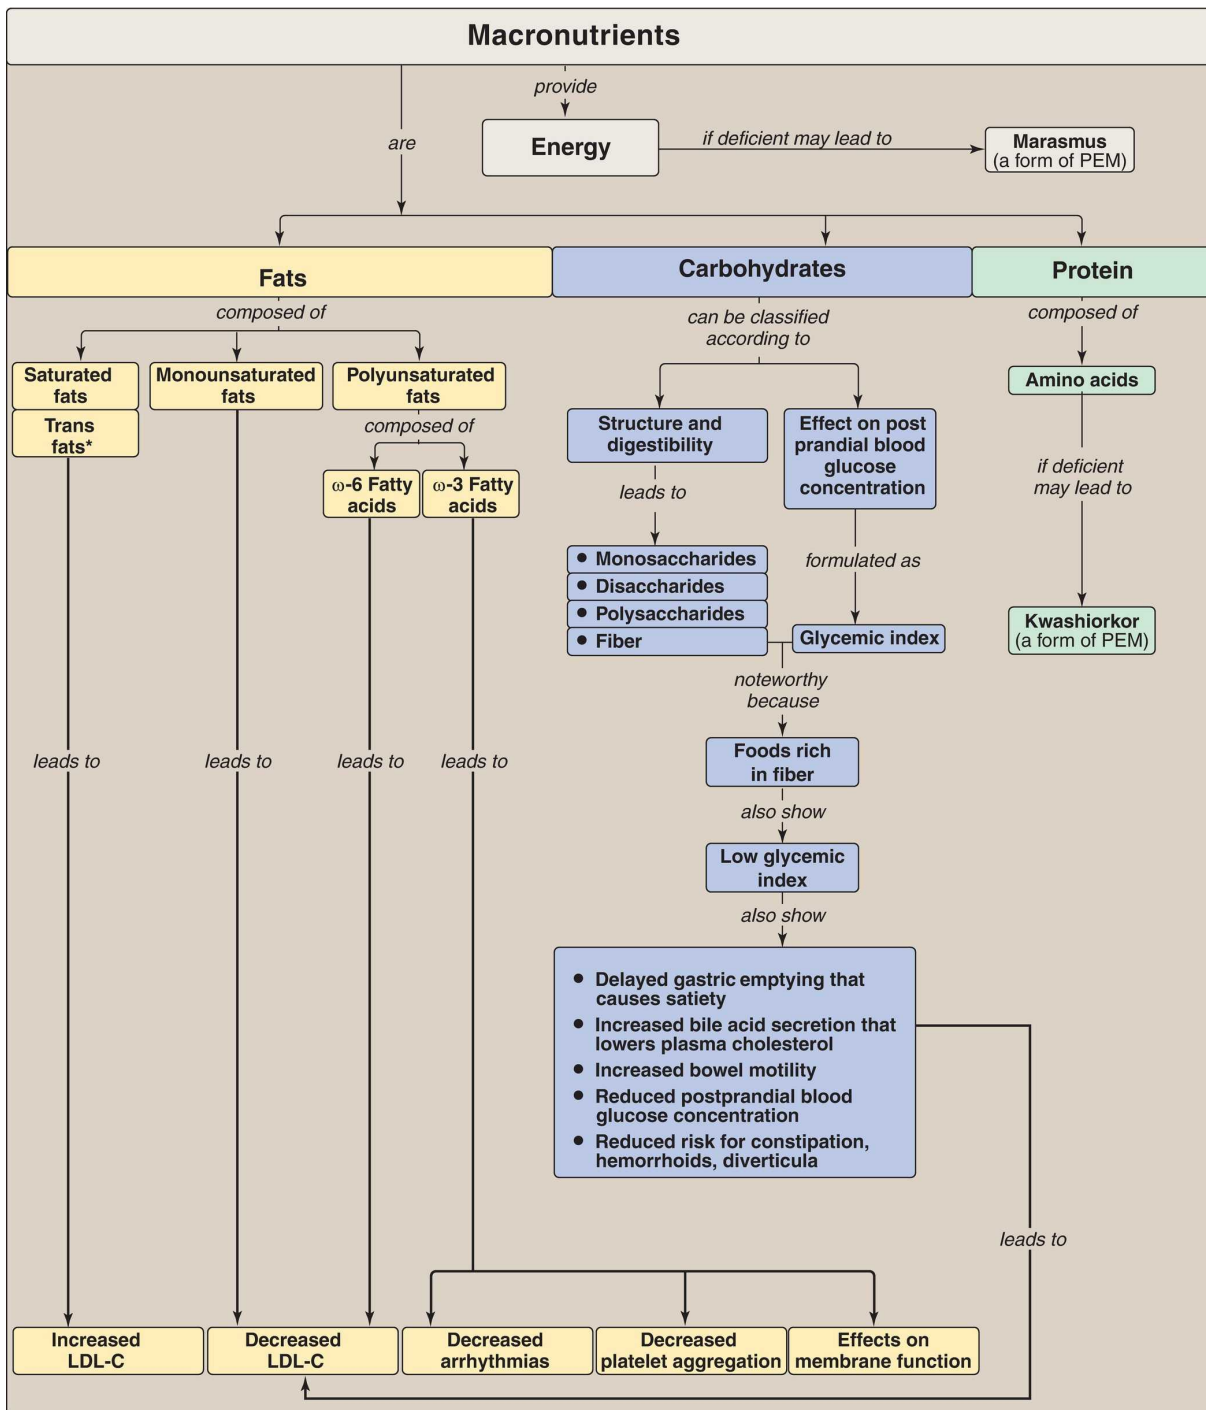 Macronutrients
provide
are
Energy
if deficient may lead to
Marasmus
(a form of PEM)
Fats
Carbohydrates
Protein
composed of
Saturated
fats
Trans
fats*
Monounsaturated
fats
Polyunsaturated
fats
composed of
ω-6 Fatty
acids
ω-3 Fatty
acids
can be classified
according to
Structure and
digestibility
leads to
• Monosaccharides
• Disaccharides
• Polysaccharides
• Fiber
Effect on post
prandial blood
glucose
concentration
formulated as
Glycemic index
composed of
Amino acids
if deficient
may lead to
Kwashiorkor
(a form of PEM)
noteworthy
because
Foods rich
in fiber
also show
Low glycemic
index
also show
• Delayed gastric emptying that
causes satiety
• Increased bile acid secretion that
lowers plasma cholesterol
• Increased bowel motility
• Reduced postprandial blood
glucose concentration
• Reduced risk for constipation,
hemorrhoids, diverticula
leads to
leads to
leads to
leads to
leads to
Increased
LDL-C
Decreased
LDL-C
Decreased
arrhythmias
Decreased
platelet aggregation
Effects on
membrane function